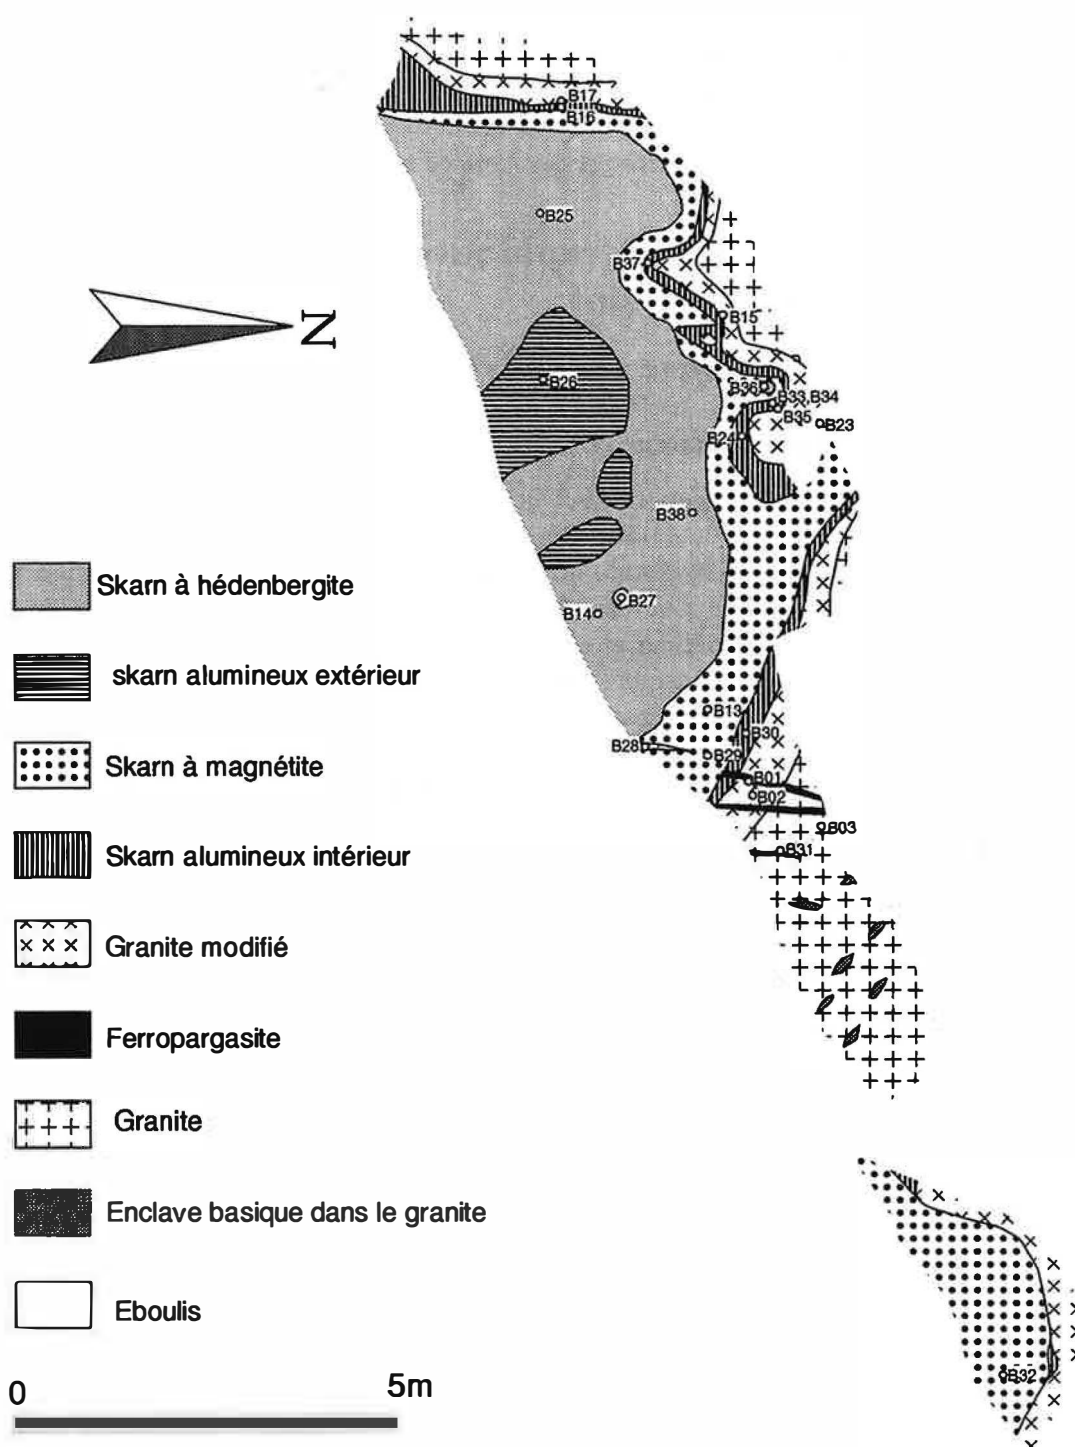 B17
B16
B25
B37
N
B15
B26
B36
B33,B34
B35
B23
B24
B38
Skarn à hédenbergite
B27
B14
skarn alumineux extérieur
B13
B30
B28
B29
Skarn à magnétite
B01
B02
B03
B31
Skarn alumineux intérieur
Granite modifié
Ferropargasite
Granite
Enclave basique dans le granite
Eboulis
B32
0 5m